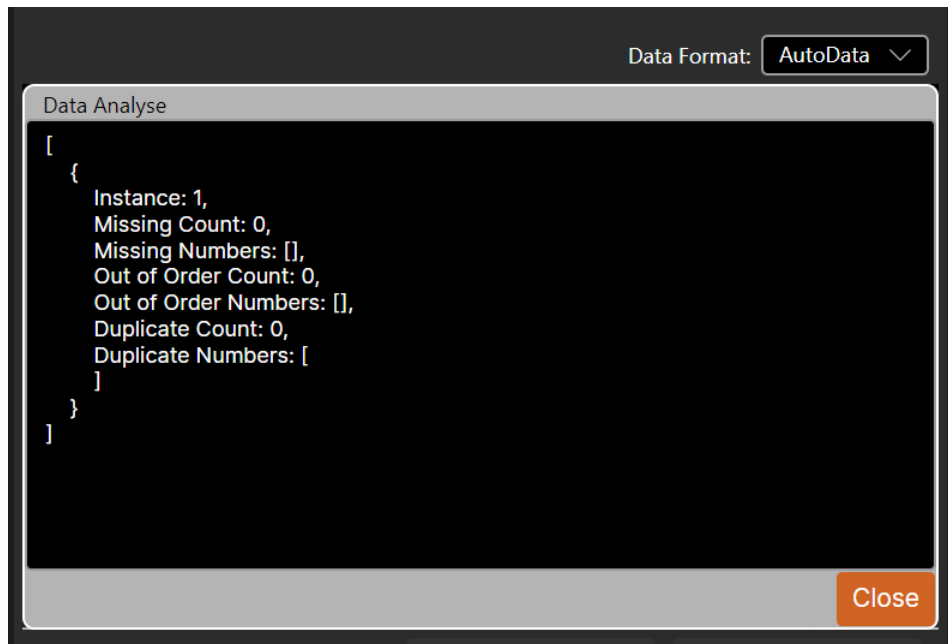 Data Format: AutoData
Data Analyse
[
{
Instance: 1,
Missing Count: 0,
Missing Numbers: [],
Out of Order Count: 0,
Out of Order Numbers: [],
Duplicate Count: 0,
Duplicate Numbers: [
]
}
]
Close